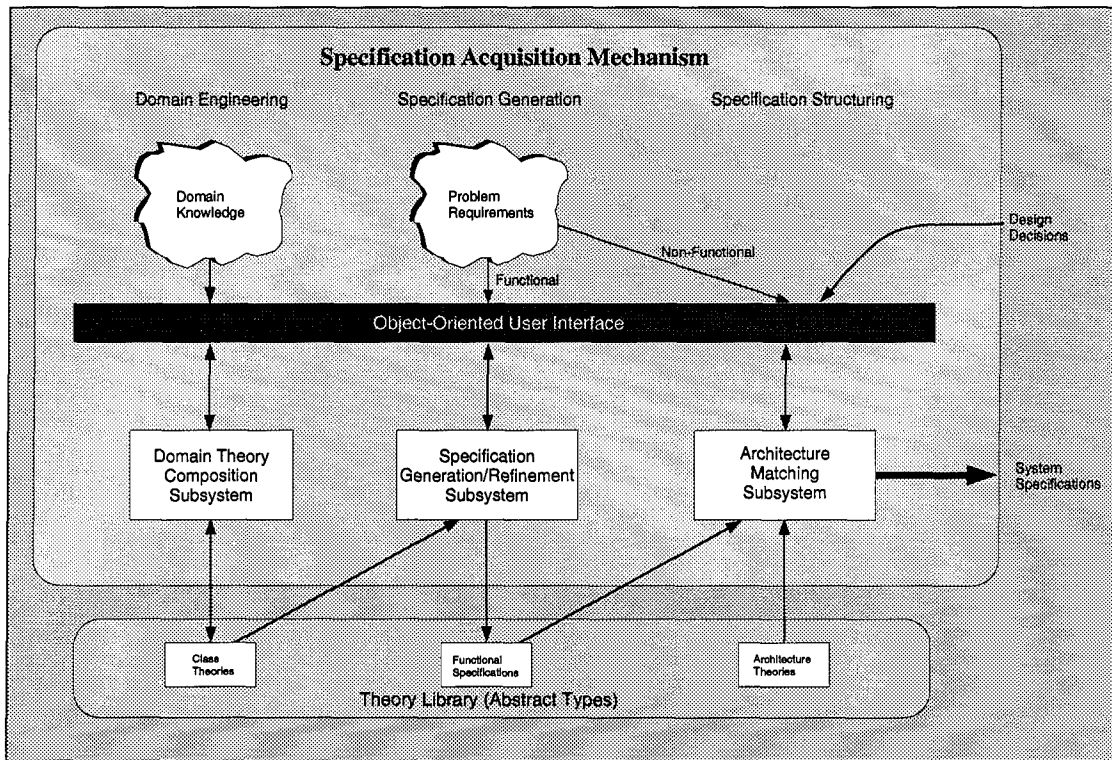 Specification Acquisition Mechanism
Domain Engineering
Specification Generation
Specification Structuring
Domain
Knowledge
Problem
Requirements
Design
Decisions
Non-Functional
Functional
Object-Oriented User Interface
Domain Theory
Composition
Subsystem
Specification
Generation/Refinement
Subsystem
Architecture
Matching
Subsystem
System
Specifications
Class
Theories
Functional
Specifications
Architecture
Theories
Theory Library (Abstract Types)